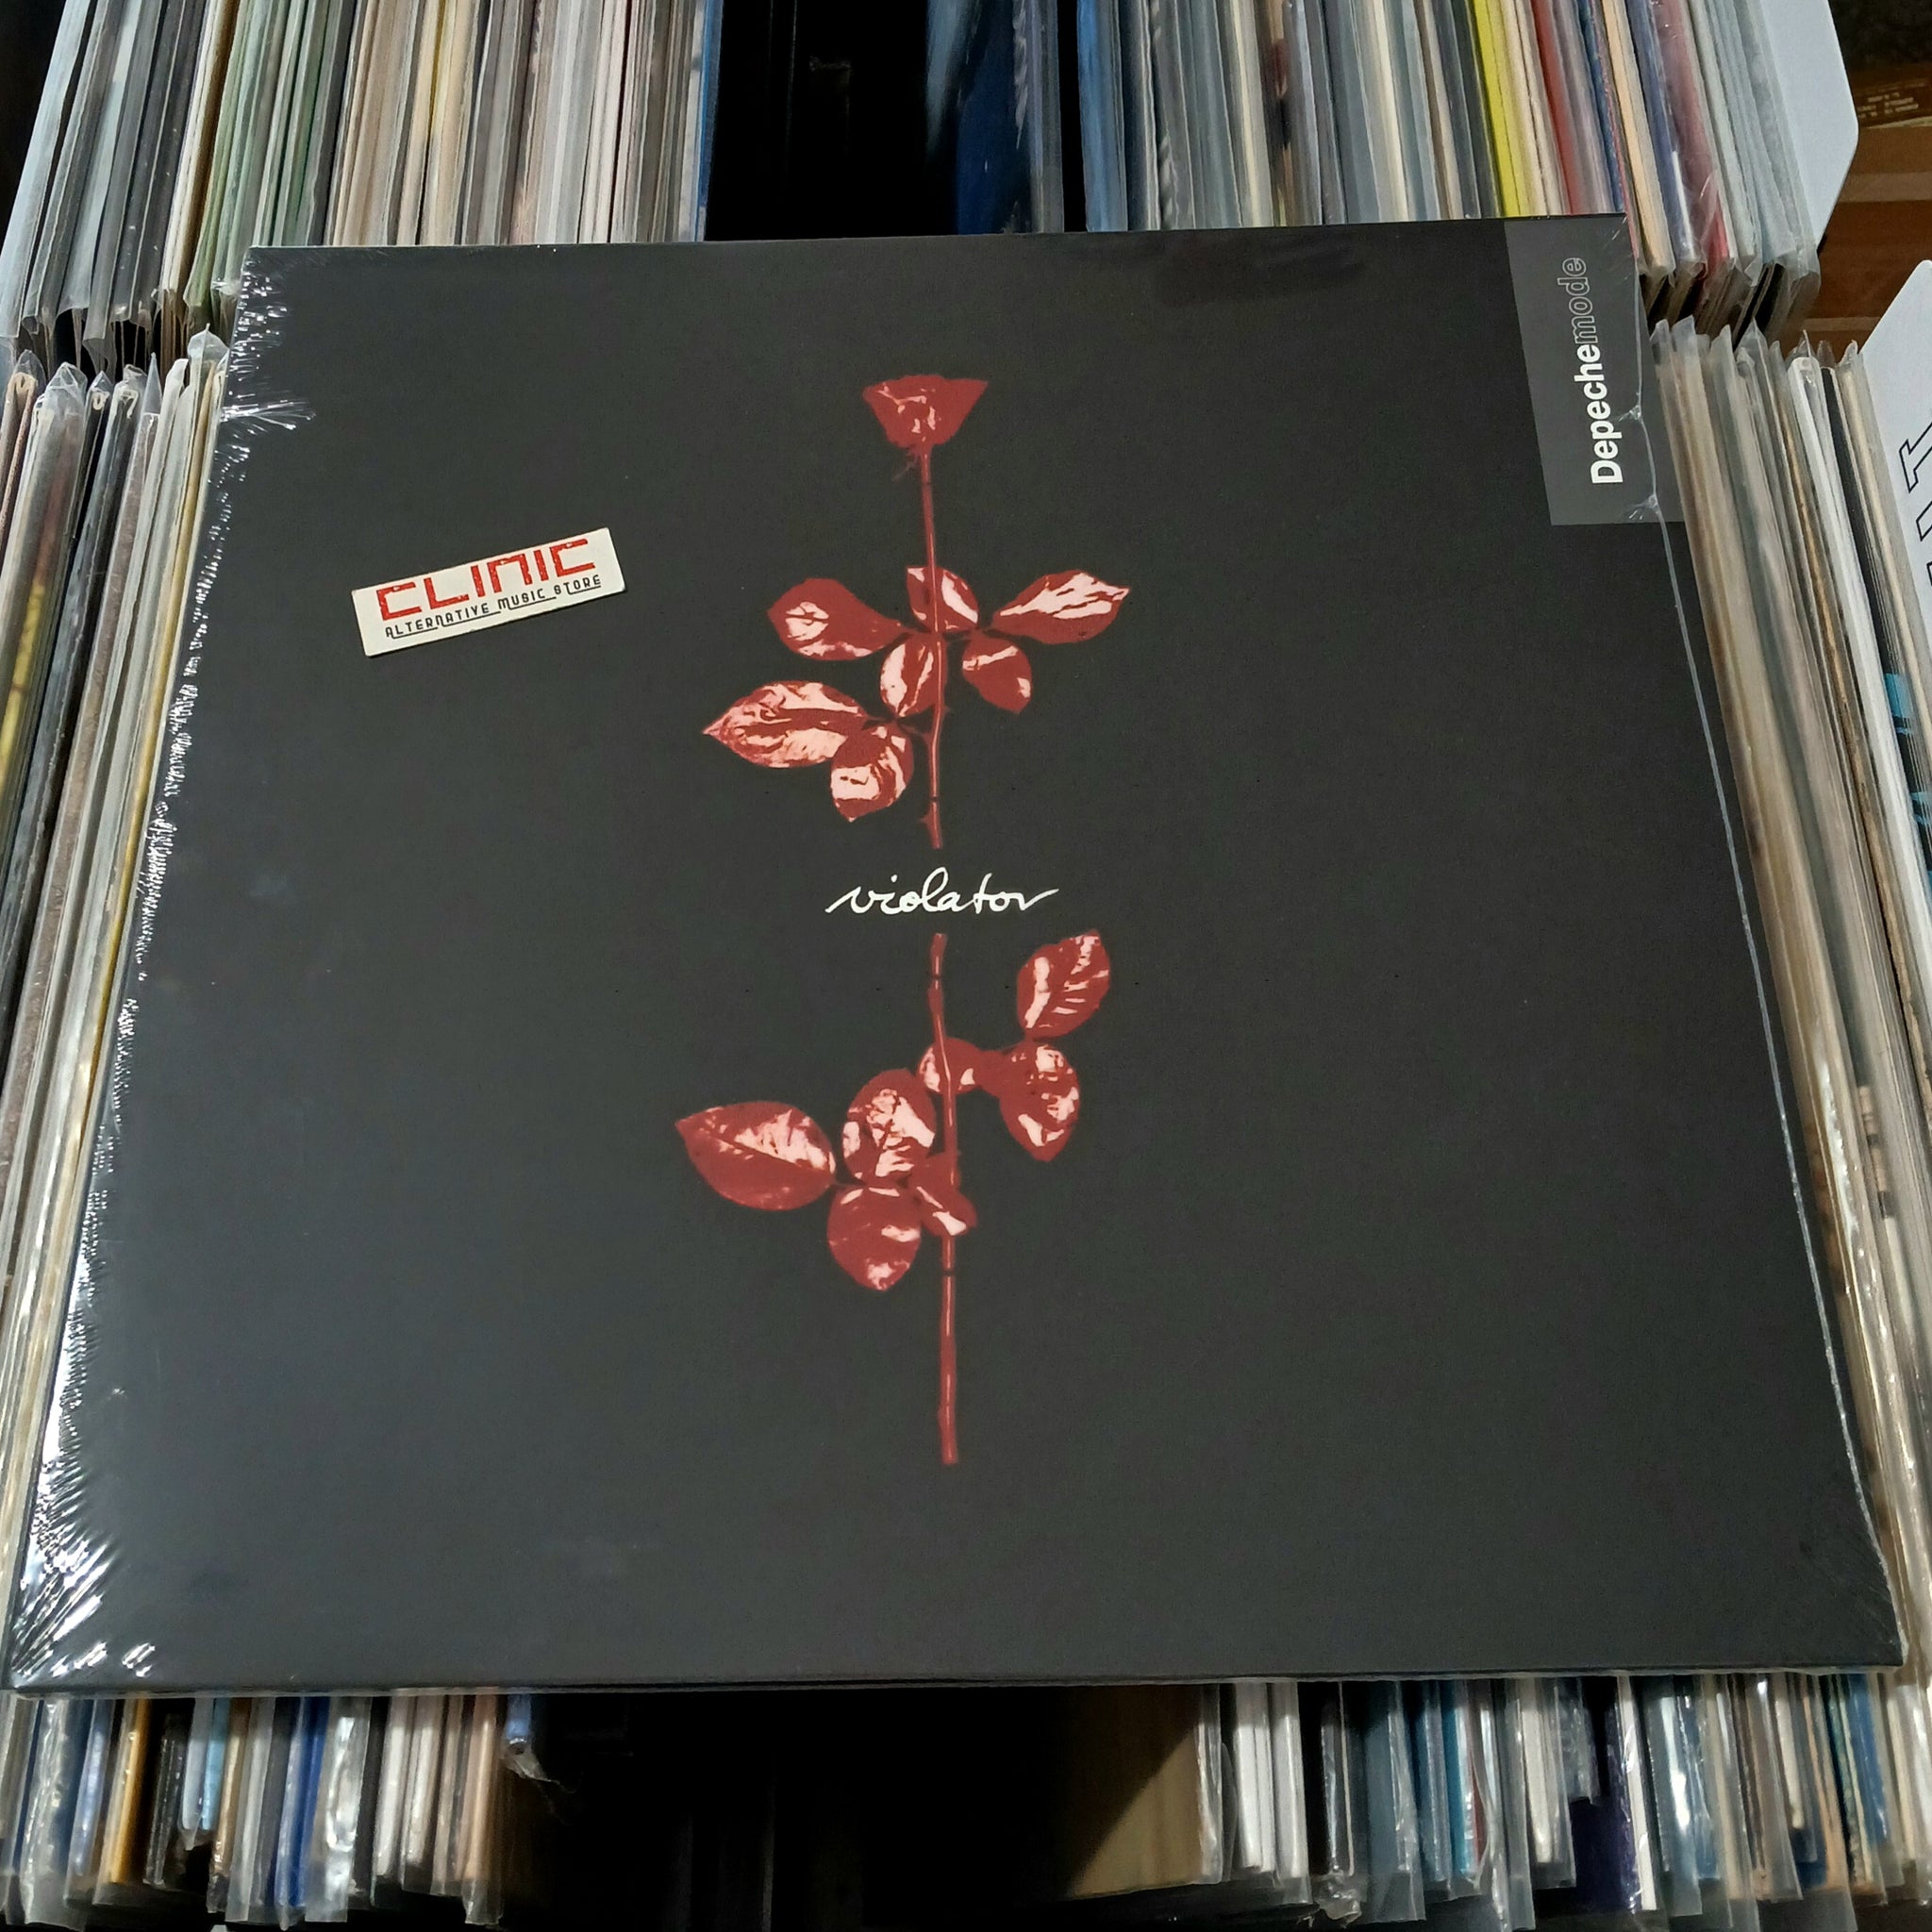 Depechemode
CLINIC
ALTERNATIVE MUSIC STORE
violator